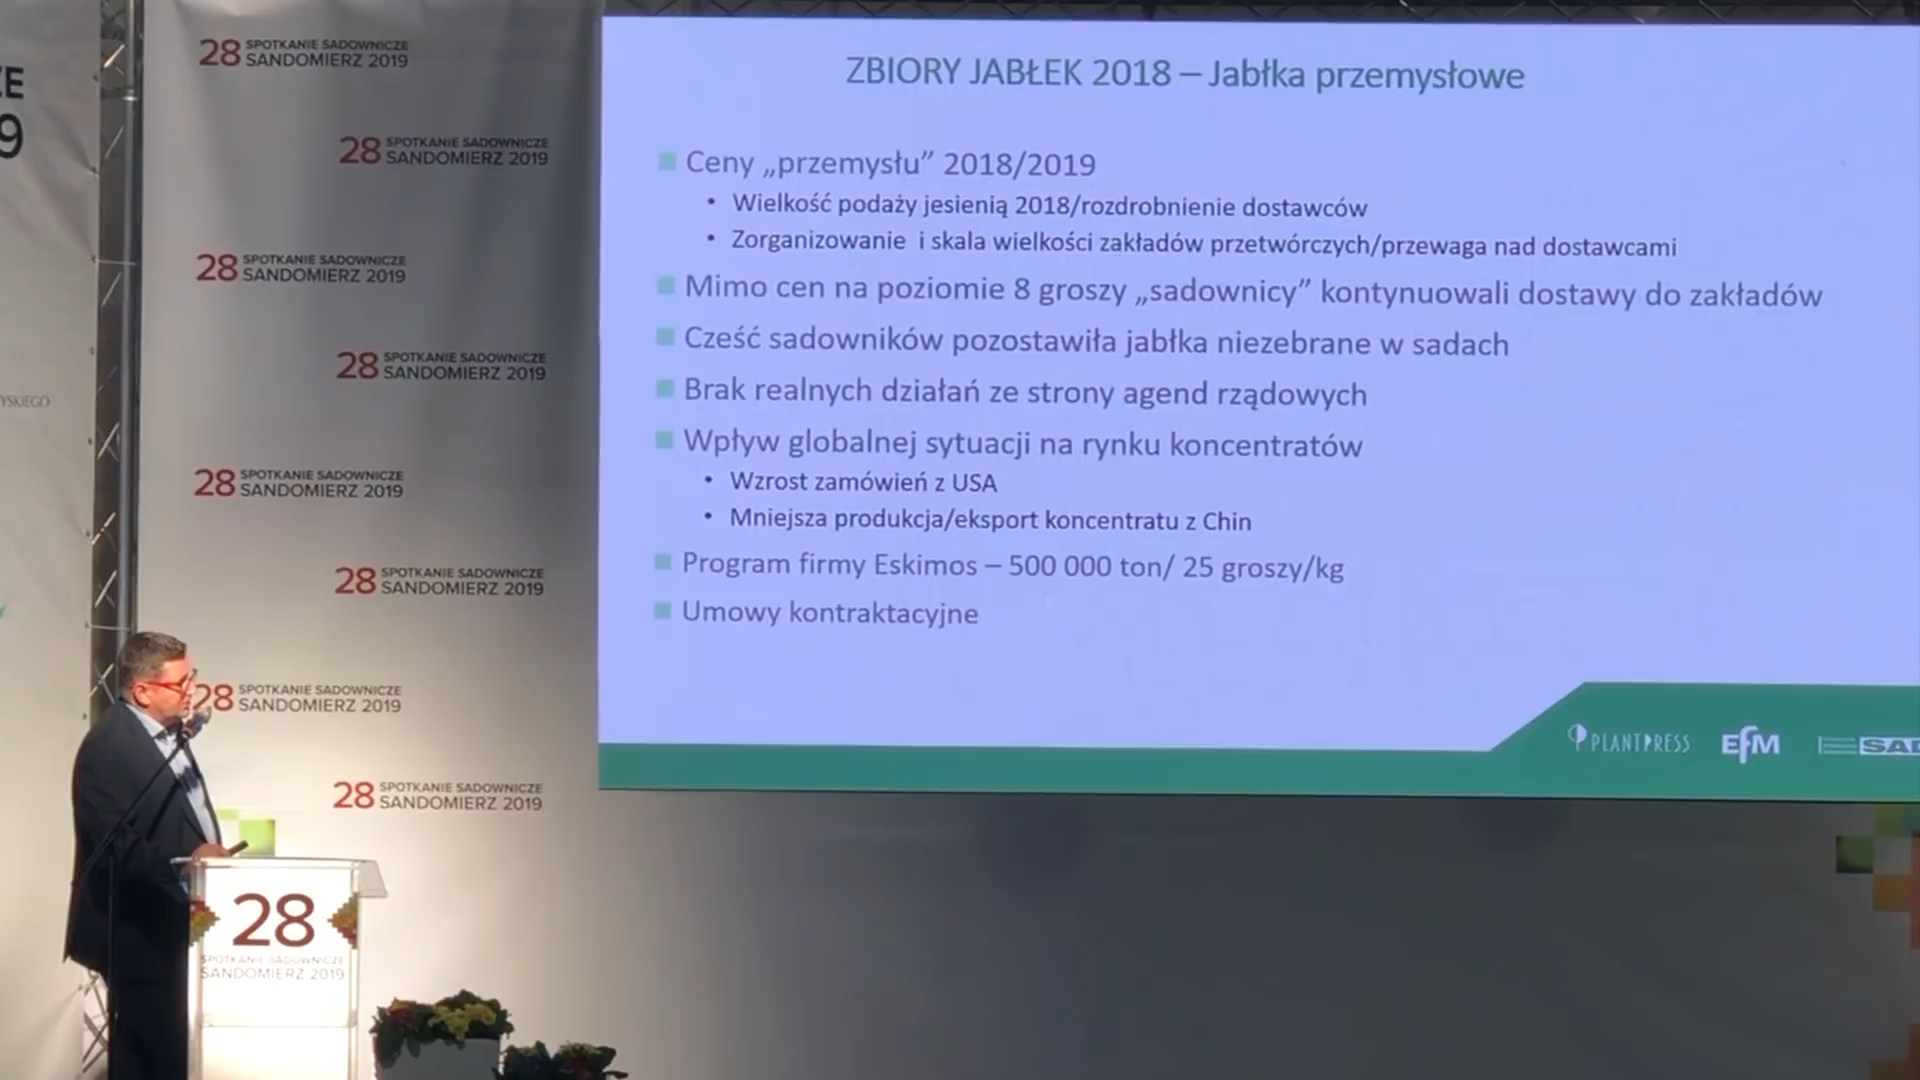 ZE
9
YSKIEGO
28 SPOTKANIE SADOWNICZE
SANDOMIERZ 2019
28 SPOTKANIE SADOWNICZE
SANDOMIERZ 2019
28 SPOTKANIE SADOWNICZE
SANDOMIERZ 2019
28 SPOTKANIE SADOWNICZE
SANDOMIERZ 2019
28 SPOTKANIE SADOWNICZE
SANDOMIERZ 2019
28 SPOTKANIE SADOWNICZE
SANDOMIERZ 2019
28 SPOTKANIE SADOWNICZE
SANDOMIERZ 2019
28 SPOTKANIE SADOWNICZE
SANDOMIERZ 2019
28
SPOTKANIE SADOWNICZE
SANDOMIERZ 2019
ZBIORY JABŁEK 2018 – Jabłka przemysłowe
Ceny „przemysłu” 2018/2019
• Wielkość podaży jesienią 2018/rozdrobnienie dostawców
• Zorganizowanie i skala wielkości zakładów przetwórczych/przewaga nad dostawcami
Mimo cen na poziomie 8 groszy „sadownicy” kontynuowali dostawy do zakładów
Cześć sadowników pozostawiła jabłka niezebrane w sadach
Brak realnych działań ze strony agend rządowych
Wpływ globalnej sytuacji na rynku koncentratów
• Wzrost zamówień z USA
• Mniejsza produkcja/eksport koncentratu z Chin
Program firmy Eskimos – 500 000 ton/ 25 groszy/kg
Umowy kontraktacyjne
PLANTPRESS EfM SAD